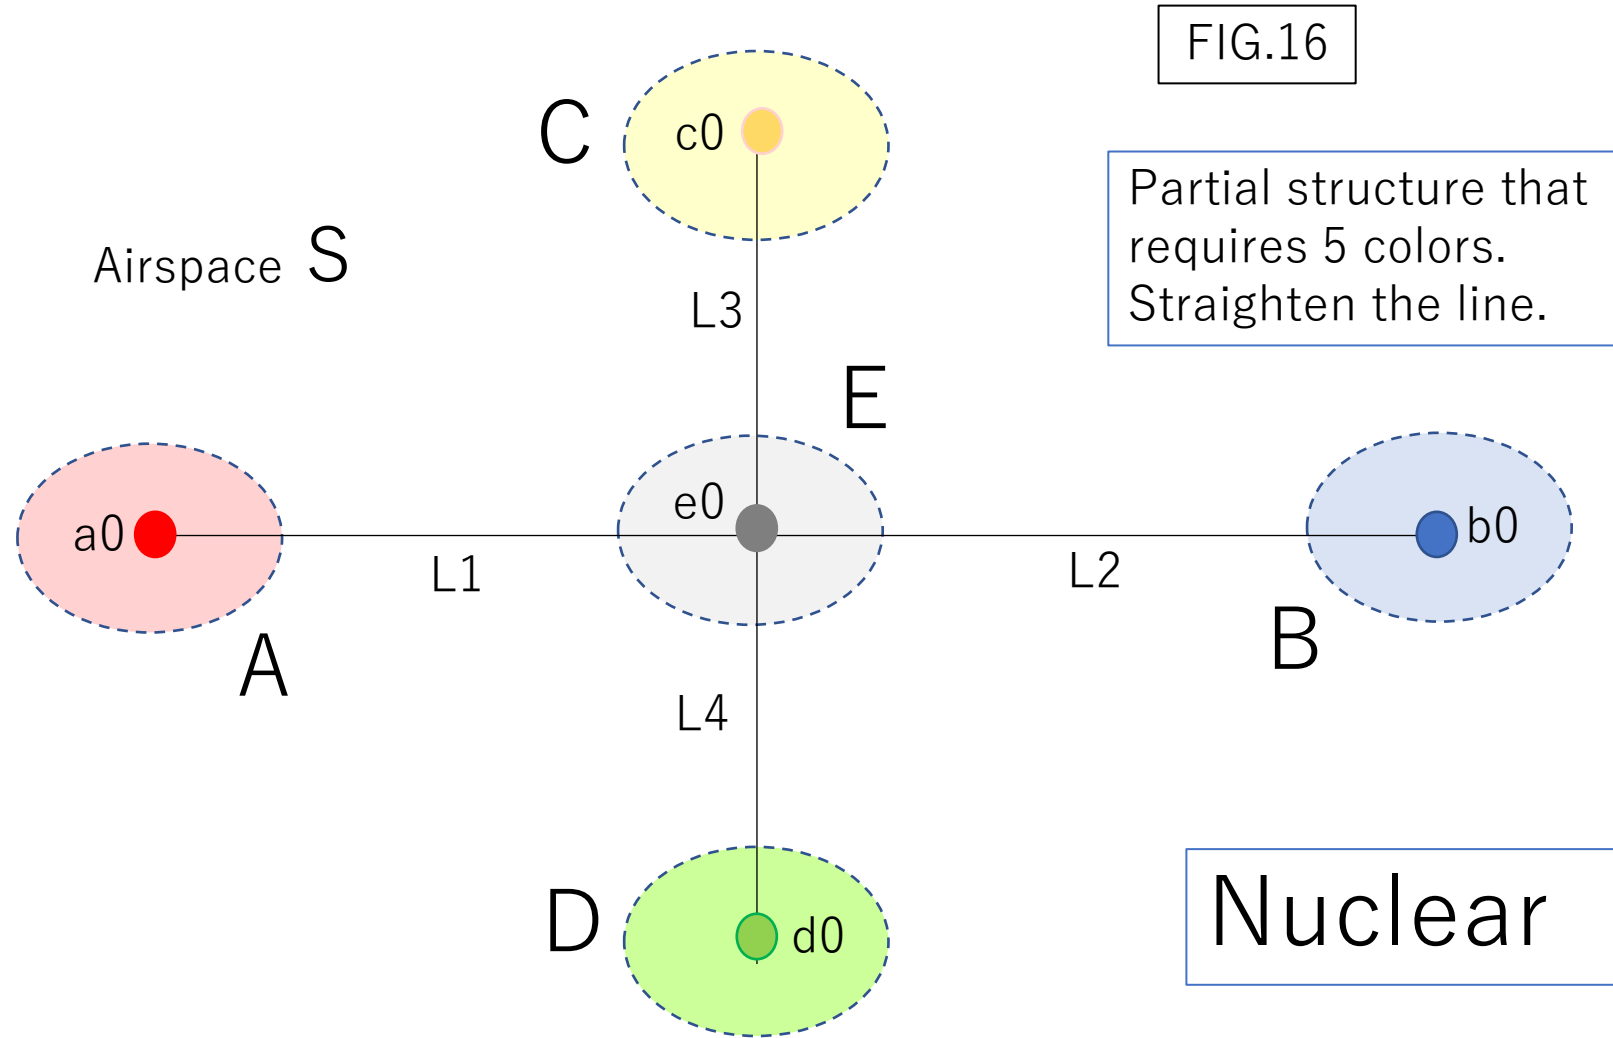 FIG.16
C
c0
Partial structure that
requires 5 colors.
Straighten the line.
Airspace S
L3
E
e0
a0
b0
L1
L2
A
B
L4
D
d0
Nuclear